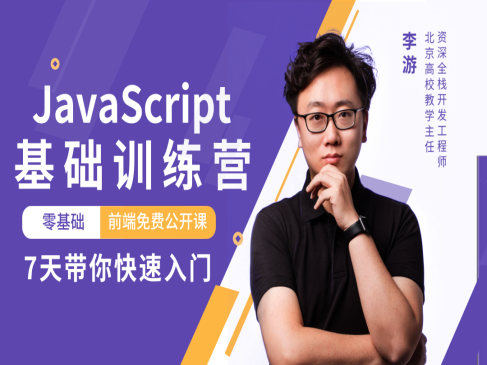 JavaScript
基础训练营
零基础
前端免费公开课
7天带你快速入门
李游
资深全栈开发工程师
北京高校教学主任